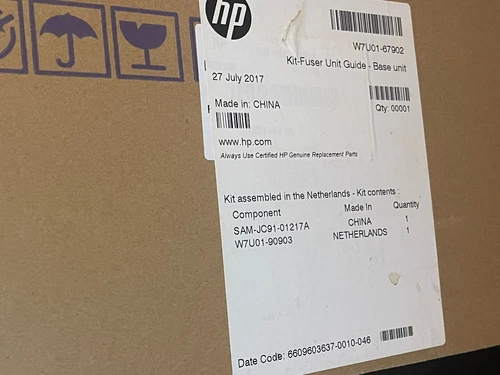 hp
W7U01-67902
Kit-Fuser Unit Guide - Base unit
27 July 2017
Made in: CHINA
Qty: 00001
www.hp.com
Always Use Certified HP Genuine Replacement Parts
Kit assembled in the Netherlands - Kit contents :
Component Made In Quantity
SAM-JC91-01217A CHINA 1
W7U01-90903 NETHERLANDS 1
Date Code: 6609603637-0010-046